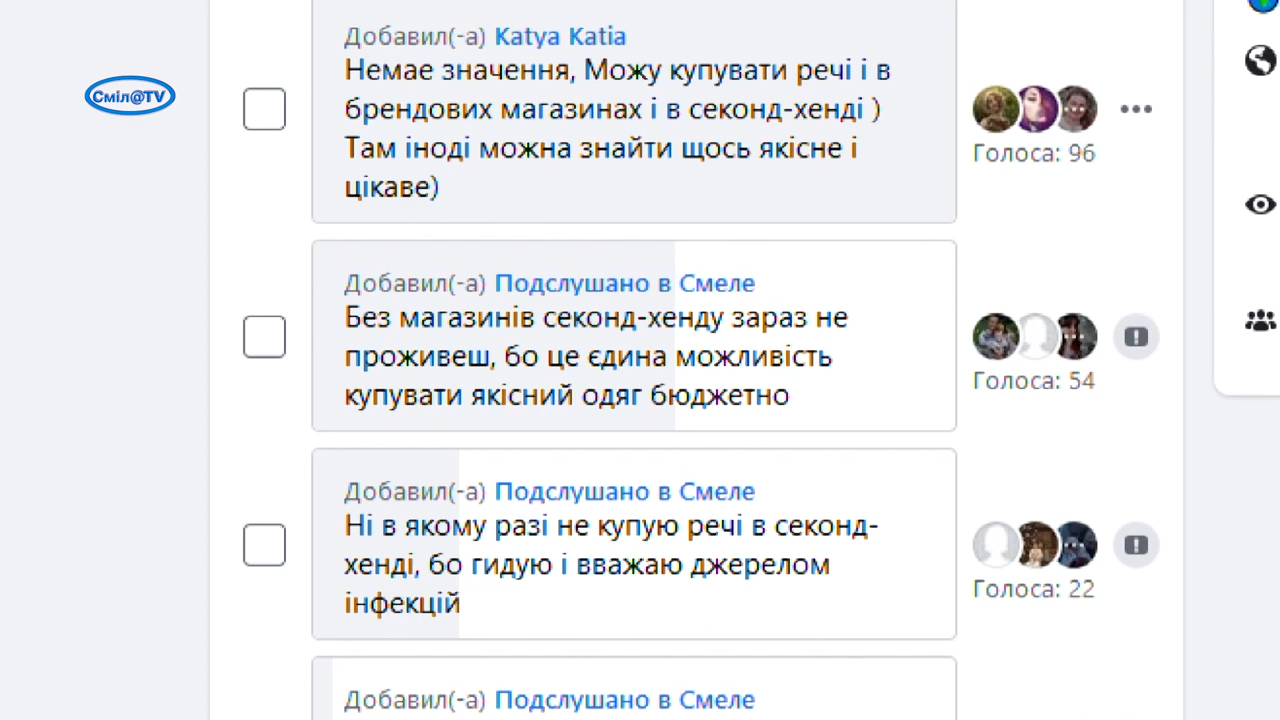 Добавил(-а) Katya Katia
Немає значення, Можу купувати речі і в
брендових магазинах і в секонд-хенді )
Там іноді можна знайти щось якісне і
цікаве)
Голоса: 96
Сміл@TV
Добавил(-а) Подслушано в Смеле
Без магазинів секонд-хенду зараз не
проживеш, бо це єдина можливість
купувати якісний одяг бюджетно
Голоса: 54
Добавил(-а) Подслушано в Смеле
Ні в якому разі не купую речі в секонд-
хенді, бо гидую і вважаю джерелом
інфекцій
Голоса: 22
Добавил(-а) Подслушано в Смеле